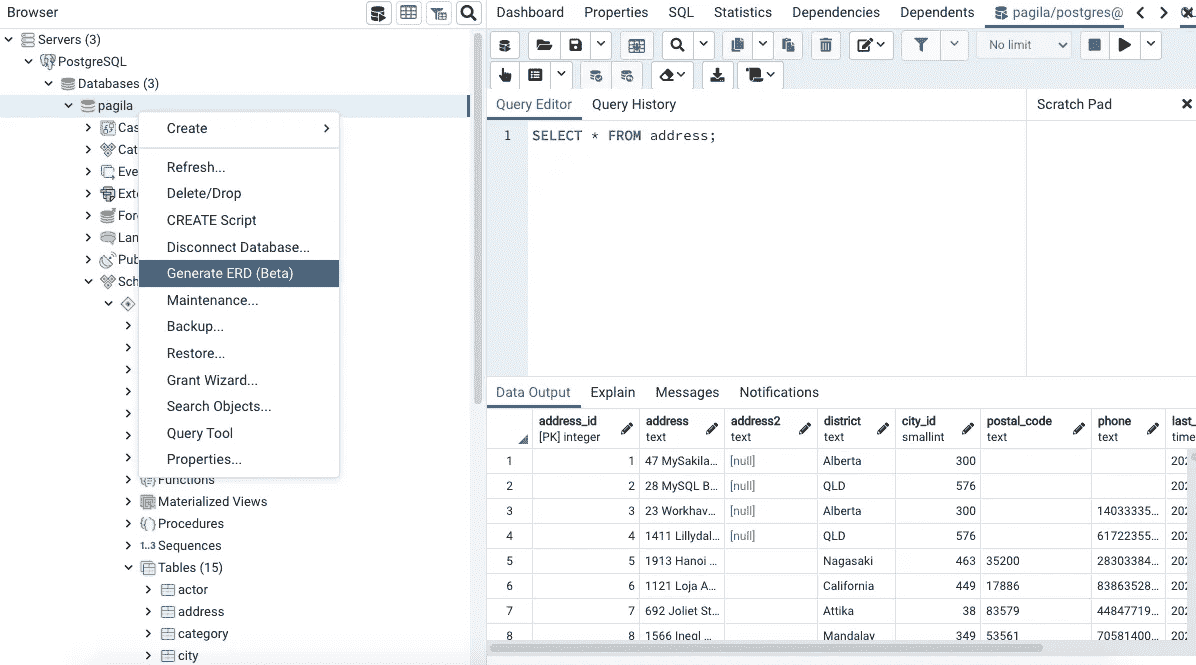 Browser
Servers (3)
PostgreSQL
Databases (3)
pagila
Cas
Cat
Eve
Exte
For
Lan
Pub
Sch
Create
Refresh...
Delete/Drop
CREATE Script
Disconnect Database...
Generate ERD (Beta)
Maintenance...
Backup...
Restore...
Grant Wizard...
Search Objects...
Query Tool
Properties...
Functions
Materialized Views
Procedures
1..3 Sequences
Tables (15)
actor
address
category
city
Dashboard Properties SQL Statistics Dependencies Dependents pagila/postgres@
No limit
Query Editor Query History
Scratch Pad
1 SELECT * FROM address;
Data Output Explain Messages Notifications
address_id address address2 district city_id postal_code phone last_
[PK] integer text text text smallint text text time
1 1 47 MySakila... [null] Alberta 300 202
2 2 28 MySQL B... [null] QLD 576 202
3 3 23 Workhav... [null] Alberta 300 14033335... 202
4 4 1411 Lillydal... [null] QLD 576 61722355... 202
5 5 1913 Hanoi ... Nagasaki 463 35200 28303384... 202
6 6 1121 Loja A... California 449 17886 83863528... 202
7 7 692 Joliet St... Attika 38 83579 44847719... 202
8 8 1566 Inegl ... Mandalay 349 53561 70581400... 202